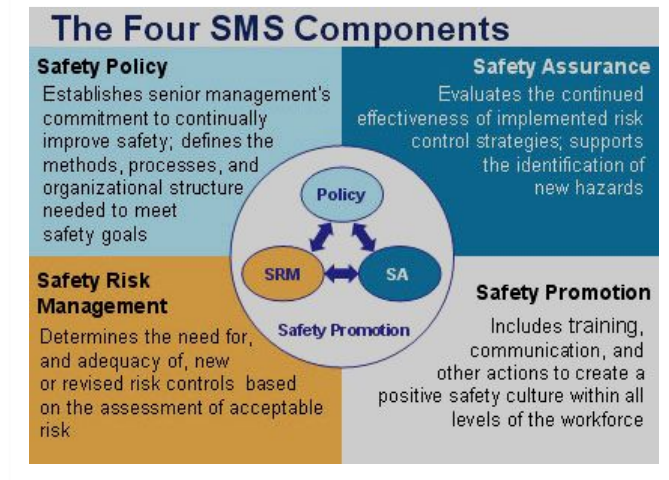 The Four SMS Components
Safety Policy
Establishes senior management's
commitment to continually
improve safety; defines the
methods, processes, and
organizational structure
needed to meet
safety goals
Safety Assurance
Evaluates the continued
effectiveness of implemented risk
control strategies; supports
the identification of
new hazards
Policy
SRM
SA
Safety Promotion
Safety Risk
Management
Determines the need for,
and adequacy of, new
or revised risk controls based
on the assessment of acceptable
risk
Safety Promotion
Includes training,
communication, and
other actions to create a
positive safety culture within all
levels of the workforce